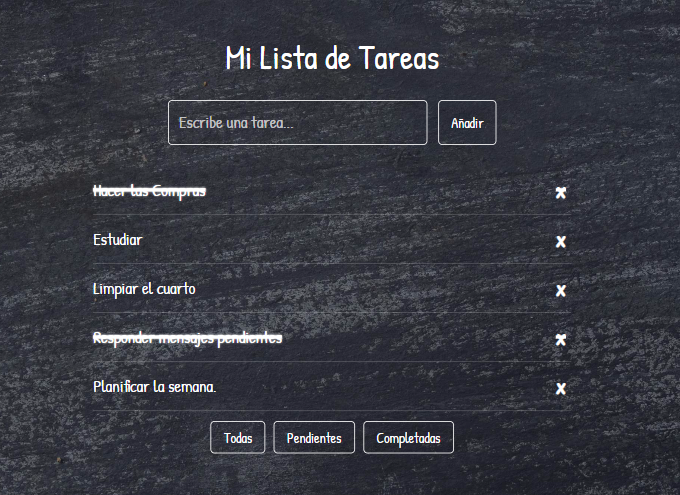 Mi Lista de Tareas
Escribe una tarea...
Añadir
Hacer las Compras
x
Estudiar
x
Limpiar el cuarto
x
Responder mensajes pendientes
x
Planificar la semana.
x
Todas
Pendientes
Completadas